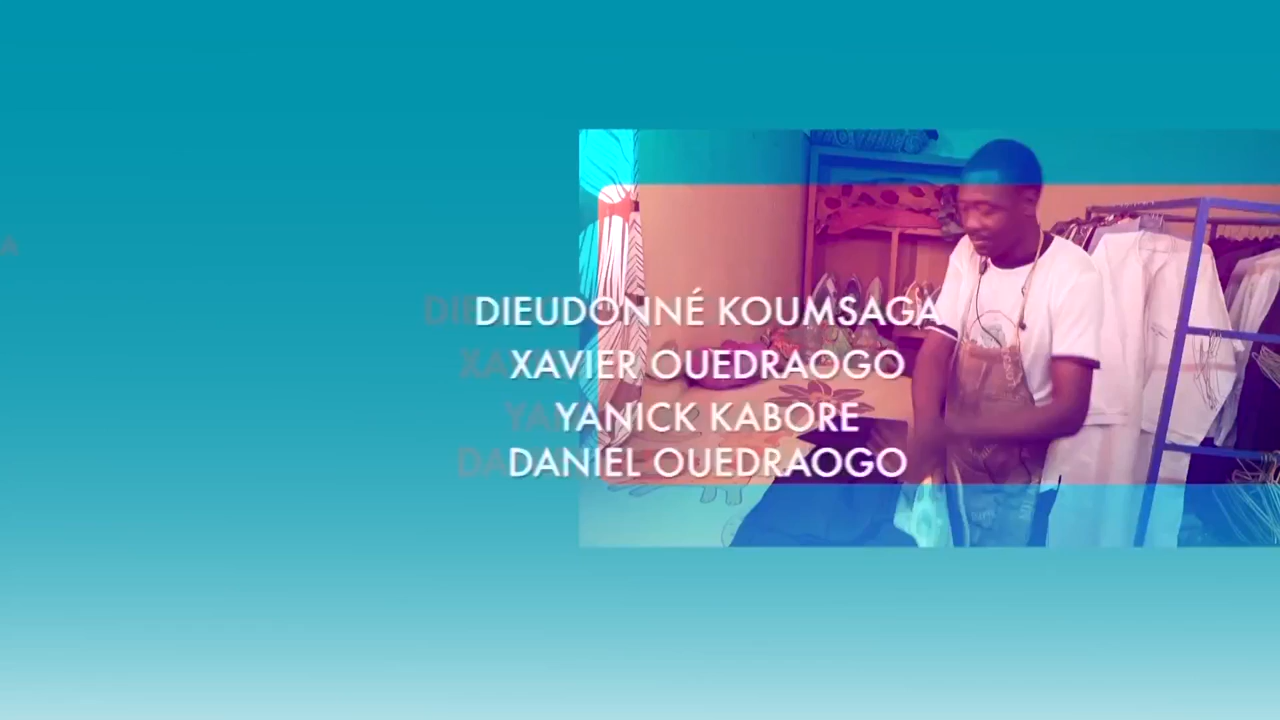 DIEUDONNÉ KOUMSAGA
XAVIER OUEDRAOGO
YANICK KABORE
DANIEL OUEDRAOGO